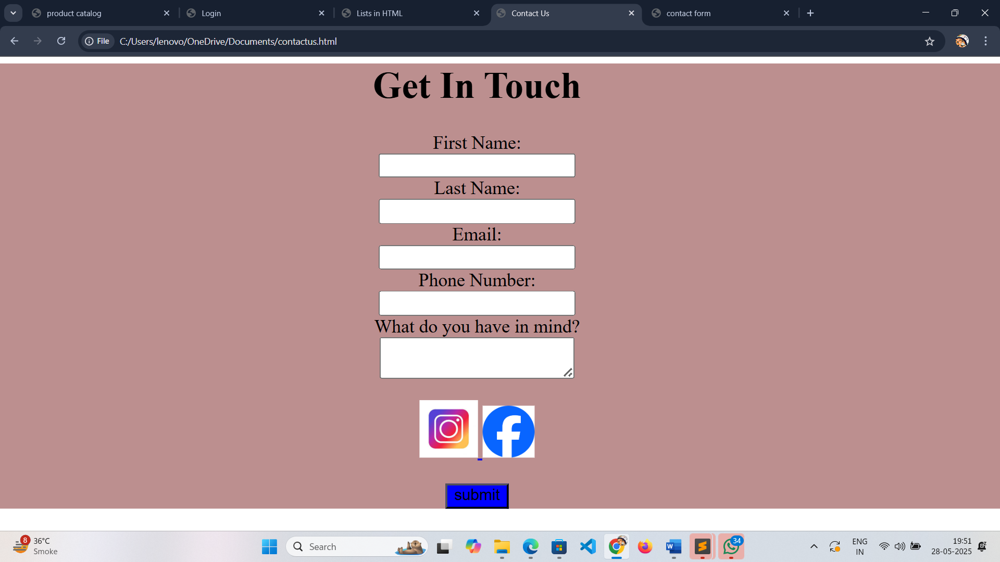 product catalog
Login
Lists in HTML
Contact Us
contact form
File
C:/Users/lenovo/OneDrive/Documents/contactus.html
Get In Touch
First Name:
Last Name:
Email:
Phone Number:
What do you have in mind?
submit
8
36°C
Smoke
Search
34
ENG
IN
19:51
28-05-2025